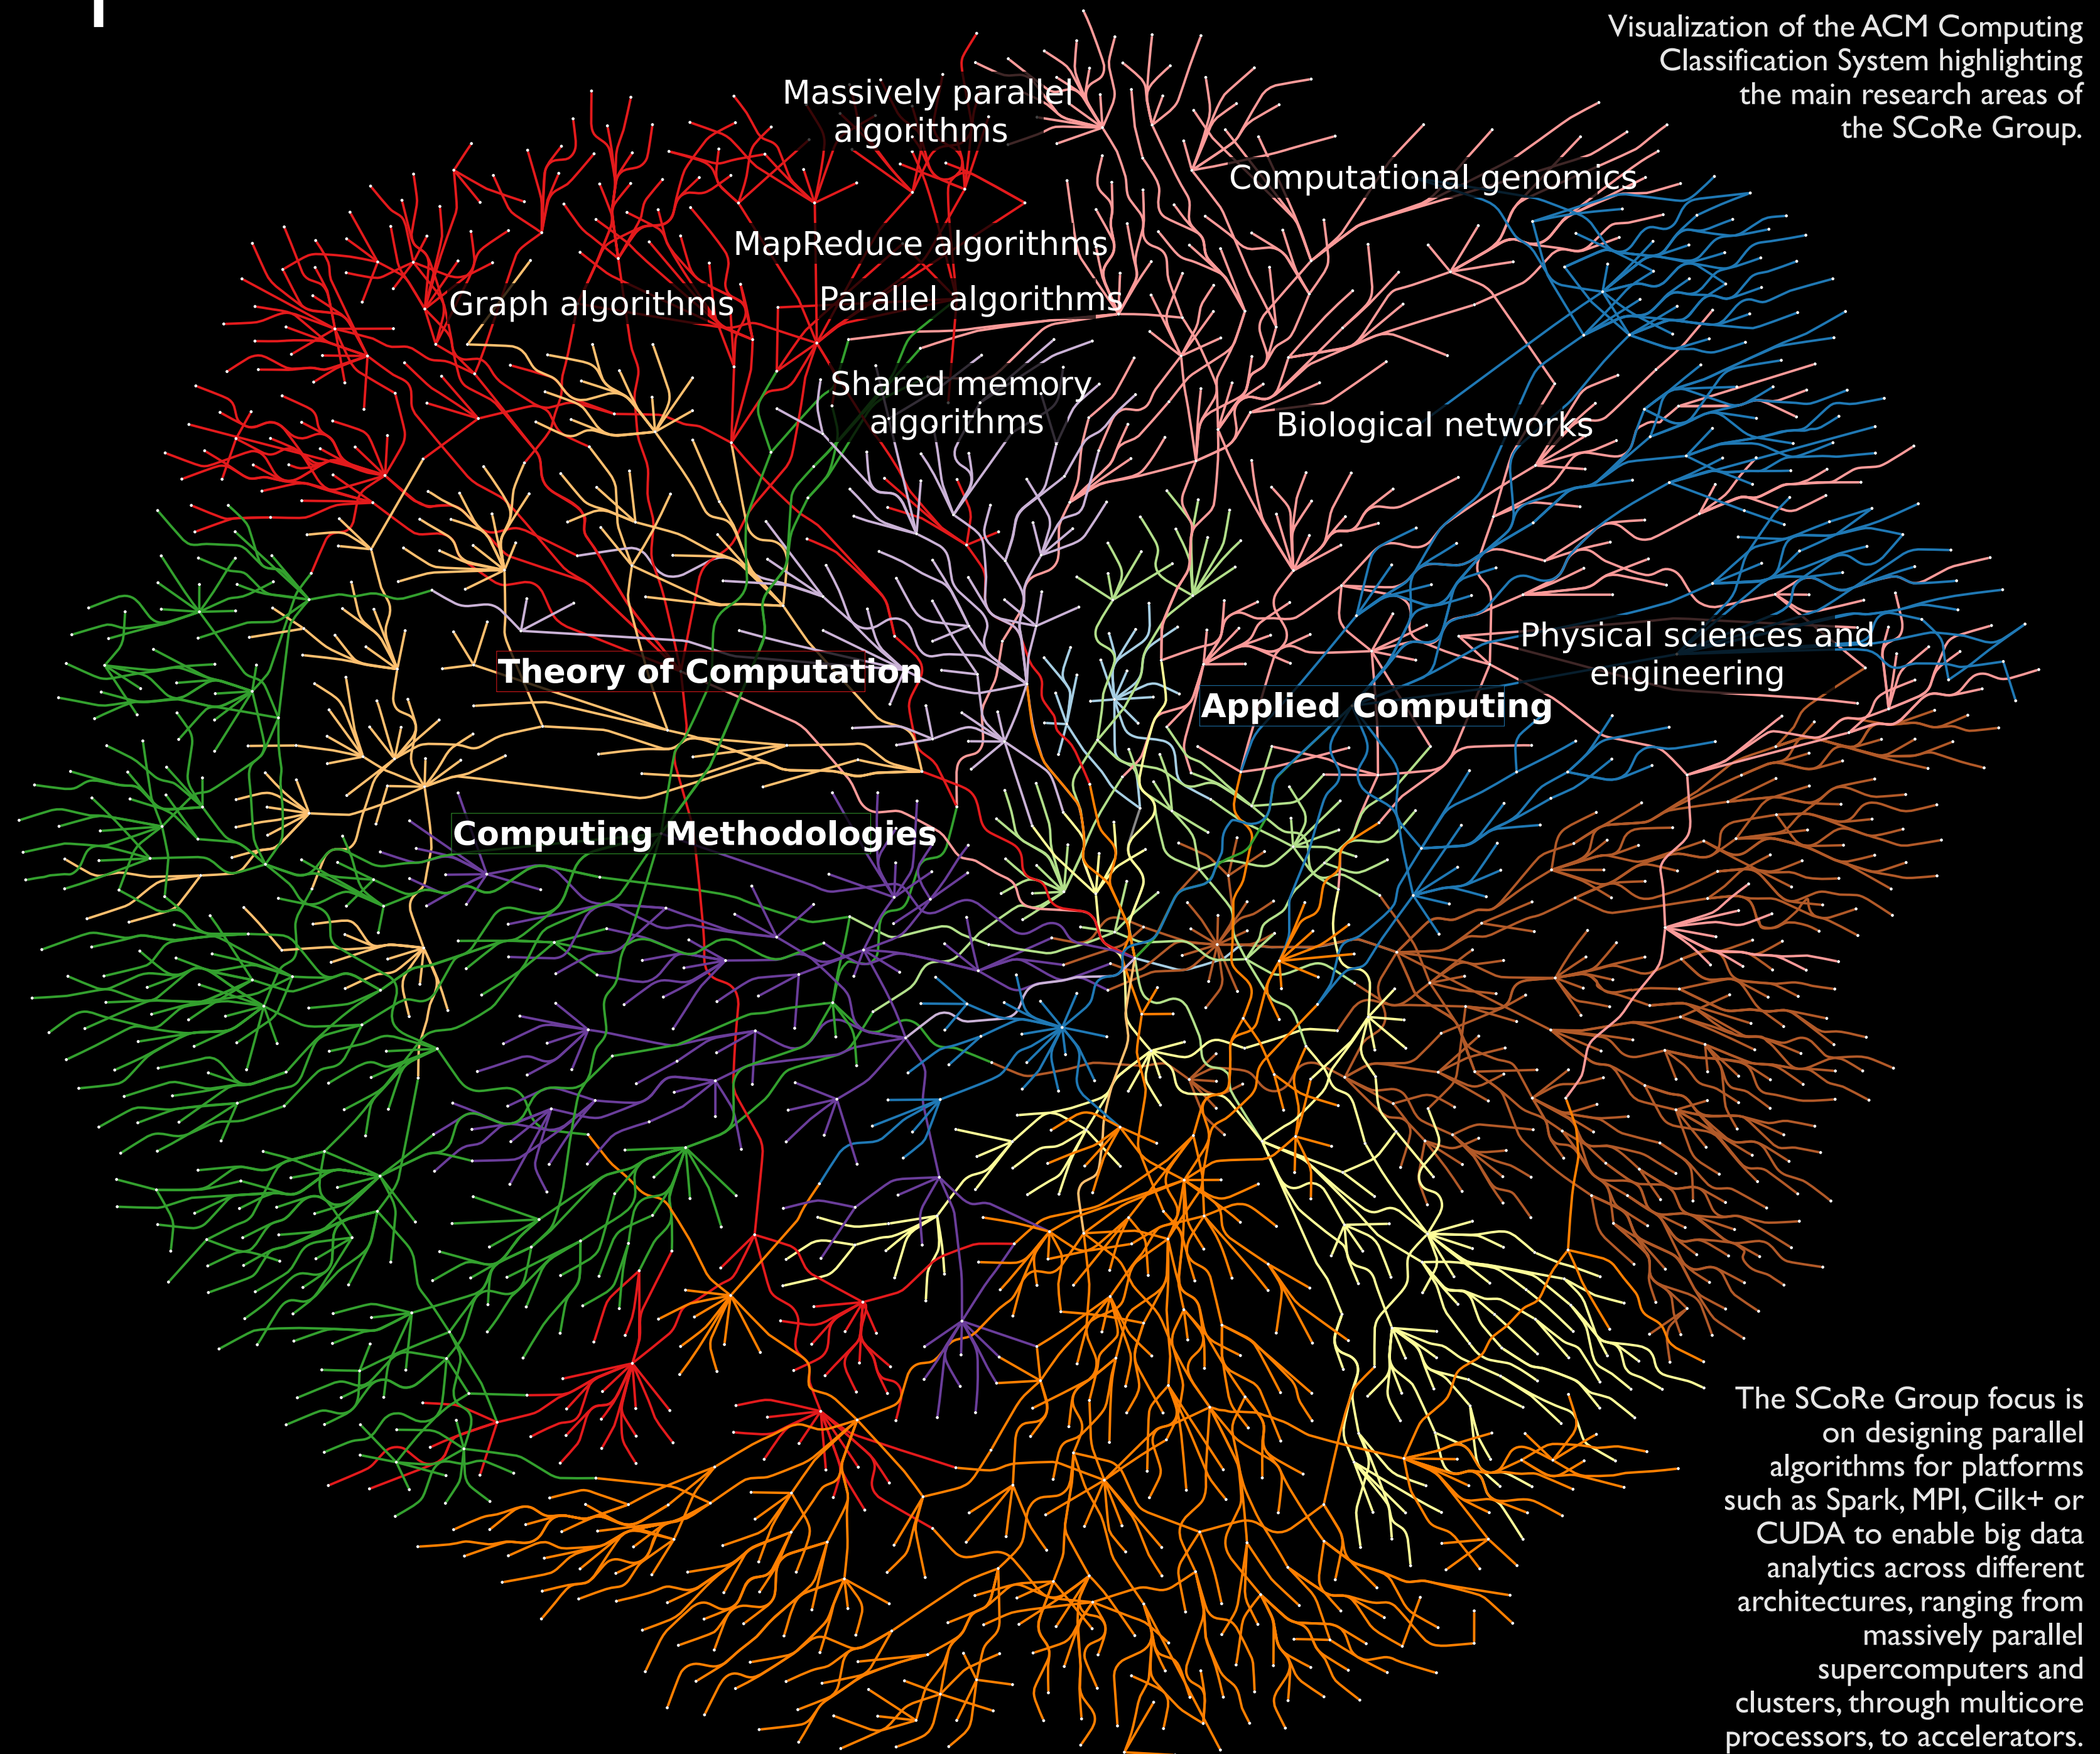 Visualization of the ACM Computing
Classification System highlighting
the main research areas of
the SCoRe Group.
Massively parallel
algorithms
Computational genomics
MapReduce algorithms
Graph algorithms
Parallel algorithms
Shared memory
algorithms
Biological networks
Physical sciences and
engineering
Theory of Computation
Applied Computing
Computing Methodologies
The SCoRe Group focus is
on designing parallel
algorithms for platforms
such as Spark, MPI, Cilk+ or
CUDA to enable big data
analytics across different
architectures, ranging from
massively parallel
supercomputers and
clusters, through multicore
processors, to accelerators.